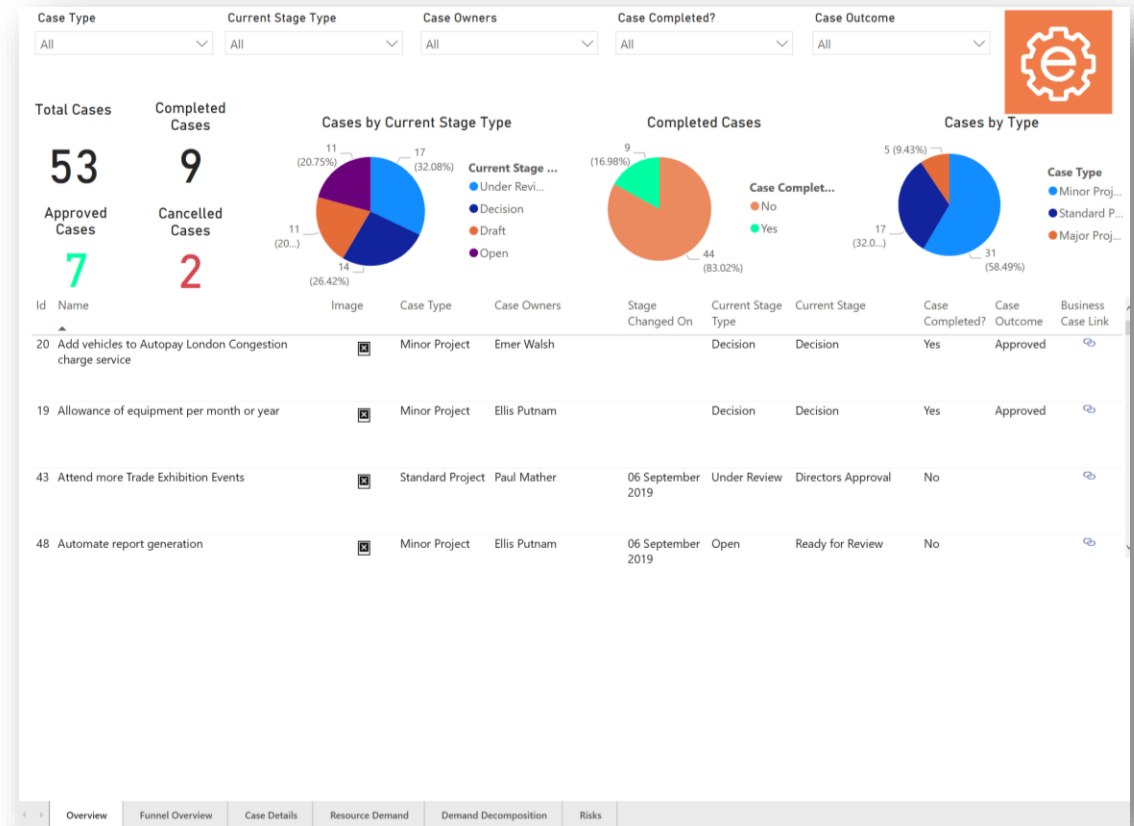 Case Type
Current Stage Type
Case Owners
Case Completed?
Case Outcome
All
All
All
All
All
e
Total Cases
Completed
Cases
53
9
Approved
Cases
Cancelled
Cases
7
2
Cases by Current Stage Type
11
(20.75%)
17
(32.08%)
11
(20...)
14
(26.42%)
Current Stage ...
Under Revi...
Decision
Draft
Open
Completed Cases
9
(16.98%)
44
(83.02%)
Case Complet...
No
Yes
Cases by Type
5 (9.43%)
17
(32.0...)
31
(58.49%)
Case Type
Minor Proj...
Standard P...
Major Proj...
Id Name Image Case Type Case Owners Stage Current Stage Current Stage Case Case Business
Changed On Type Completed? Outcome Case Link
20 Add vehicles to Autopay London Congestion Minor Project Emer Walsh Decision Decision Yes Approved
charge service
19 Allowance of equipment per month or year Minor Project Ellis Putnam Decision Decision Yes Approved
43 Attend more Trade Exhibition Events Standard Project Paul Mather 06 September Under Review Directors Approval No
2019
48 Automate report generation Minor Project Ellis Putnam 06 September Open Ready for Review No
2019
Overview Funnel Overview Case Details Resource Demand Demand Decomposition Risks